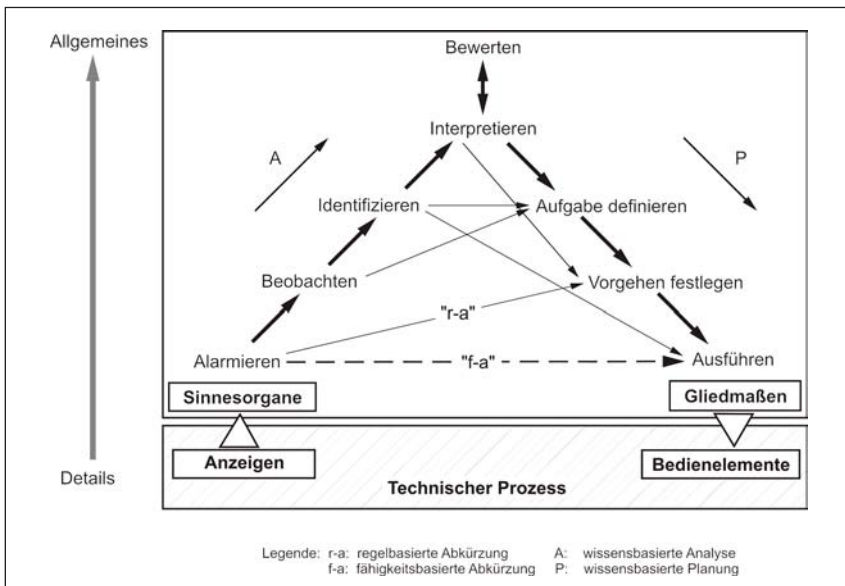 Allgemeines
Bewerten
Interpretieren
A
P
Identifizieren
Aufgabe definieren
Beobachten
Vorgehen festlegen
"r-a"
Alarmieren
"f-a"
Ausführen
Sinnesorgane
Gliedmaßen
Anzeigen
Bedienelemente
Details
Technischer Prozess
Legende: r-a: regelbasierte Abkürzung A: wissensbasierte Analyse
f-a: fähigkeitsbasierte Abkürzung P: wissensbasierte Planung